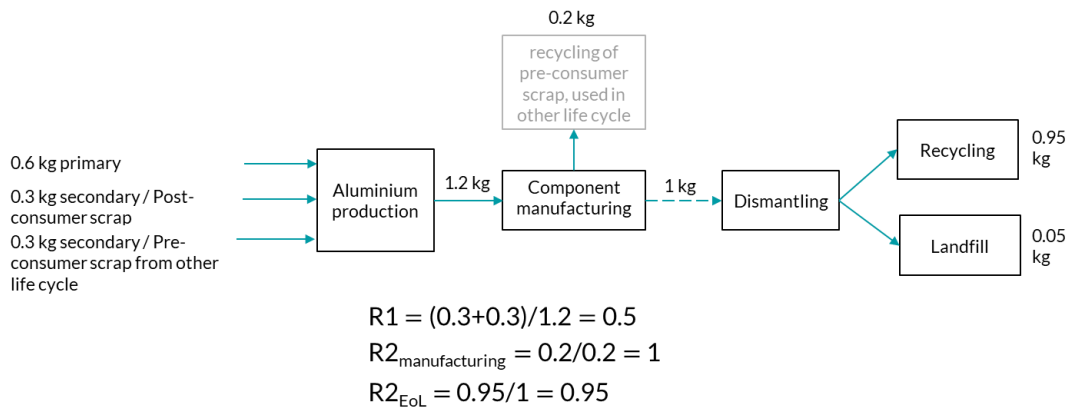 0.2 kg
recycling of
pre-consumer
scrap, used in
other life cycle
0.6 kg primary
0.3 kg secondary / Post-
consumer scrap
0.3 kg secondary / Pre-
consumer scrap from other
life cycle
Aluminium
production
1.2 kg
Component
manufacturing
1 kg
Dismantling
Recycling
0.95
kg
Landfill
0.05
kg
R1 = (0.3+0.3)/1.2 = 0.5
R2manufacturing = 0.2/0.2 = 1
R2EoL = 0.95/1 = 0.95